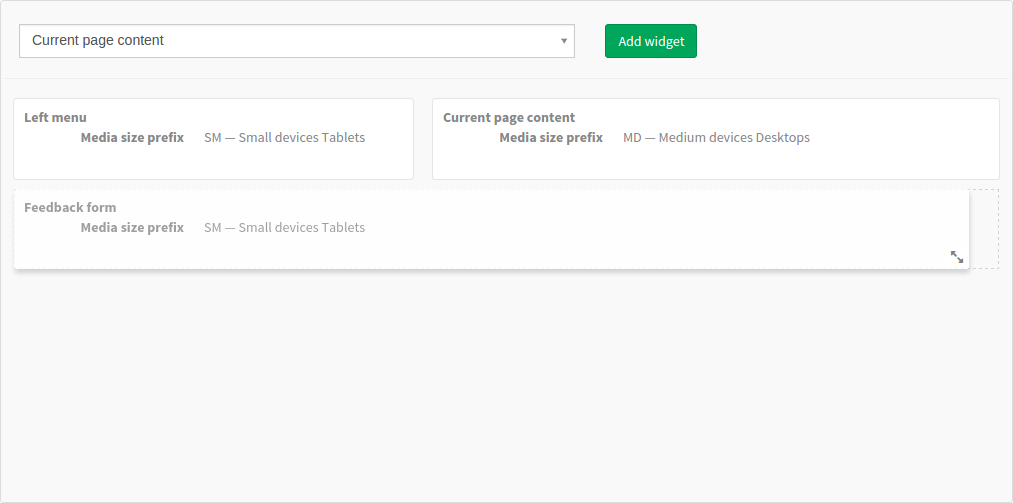 Current page content
Add widget
Left menu
Media size prefix SM — Small devices Tablets
Current page content
Media size prefix MD — Medium devices Desktops
Feedback form
Media size prefix SM — Small devices Tablets